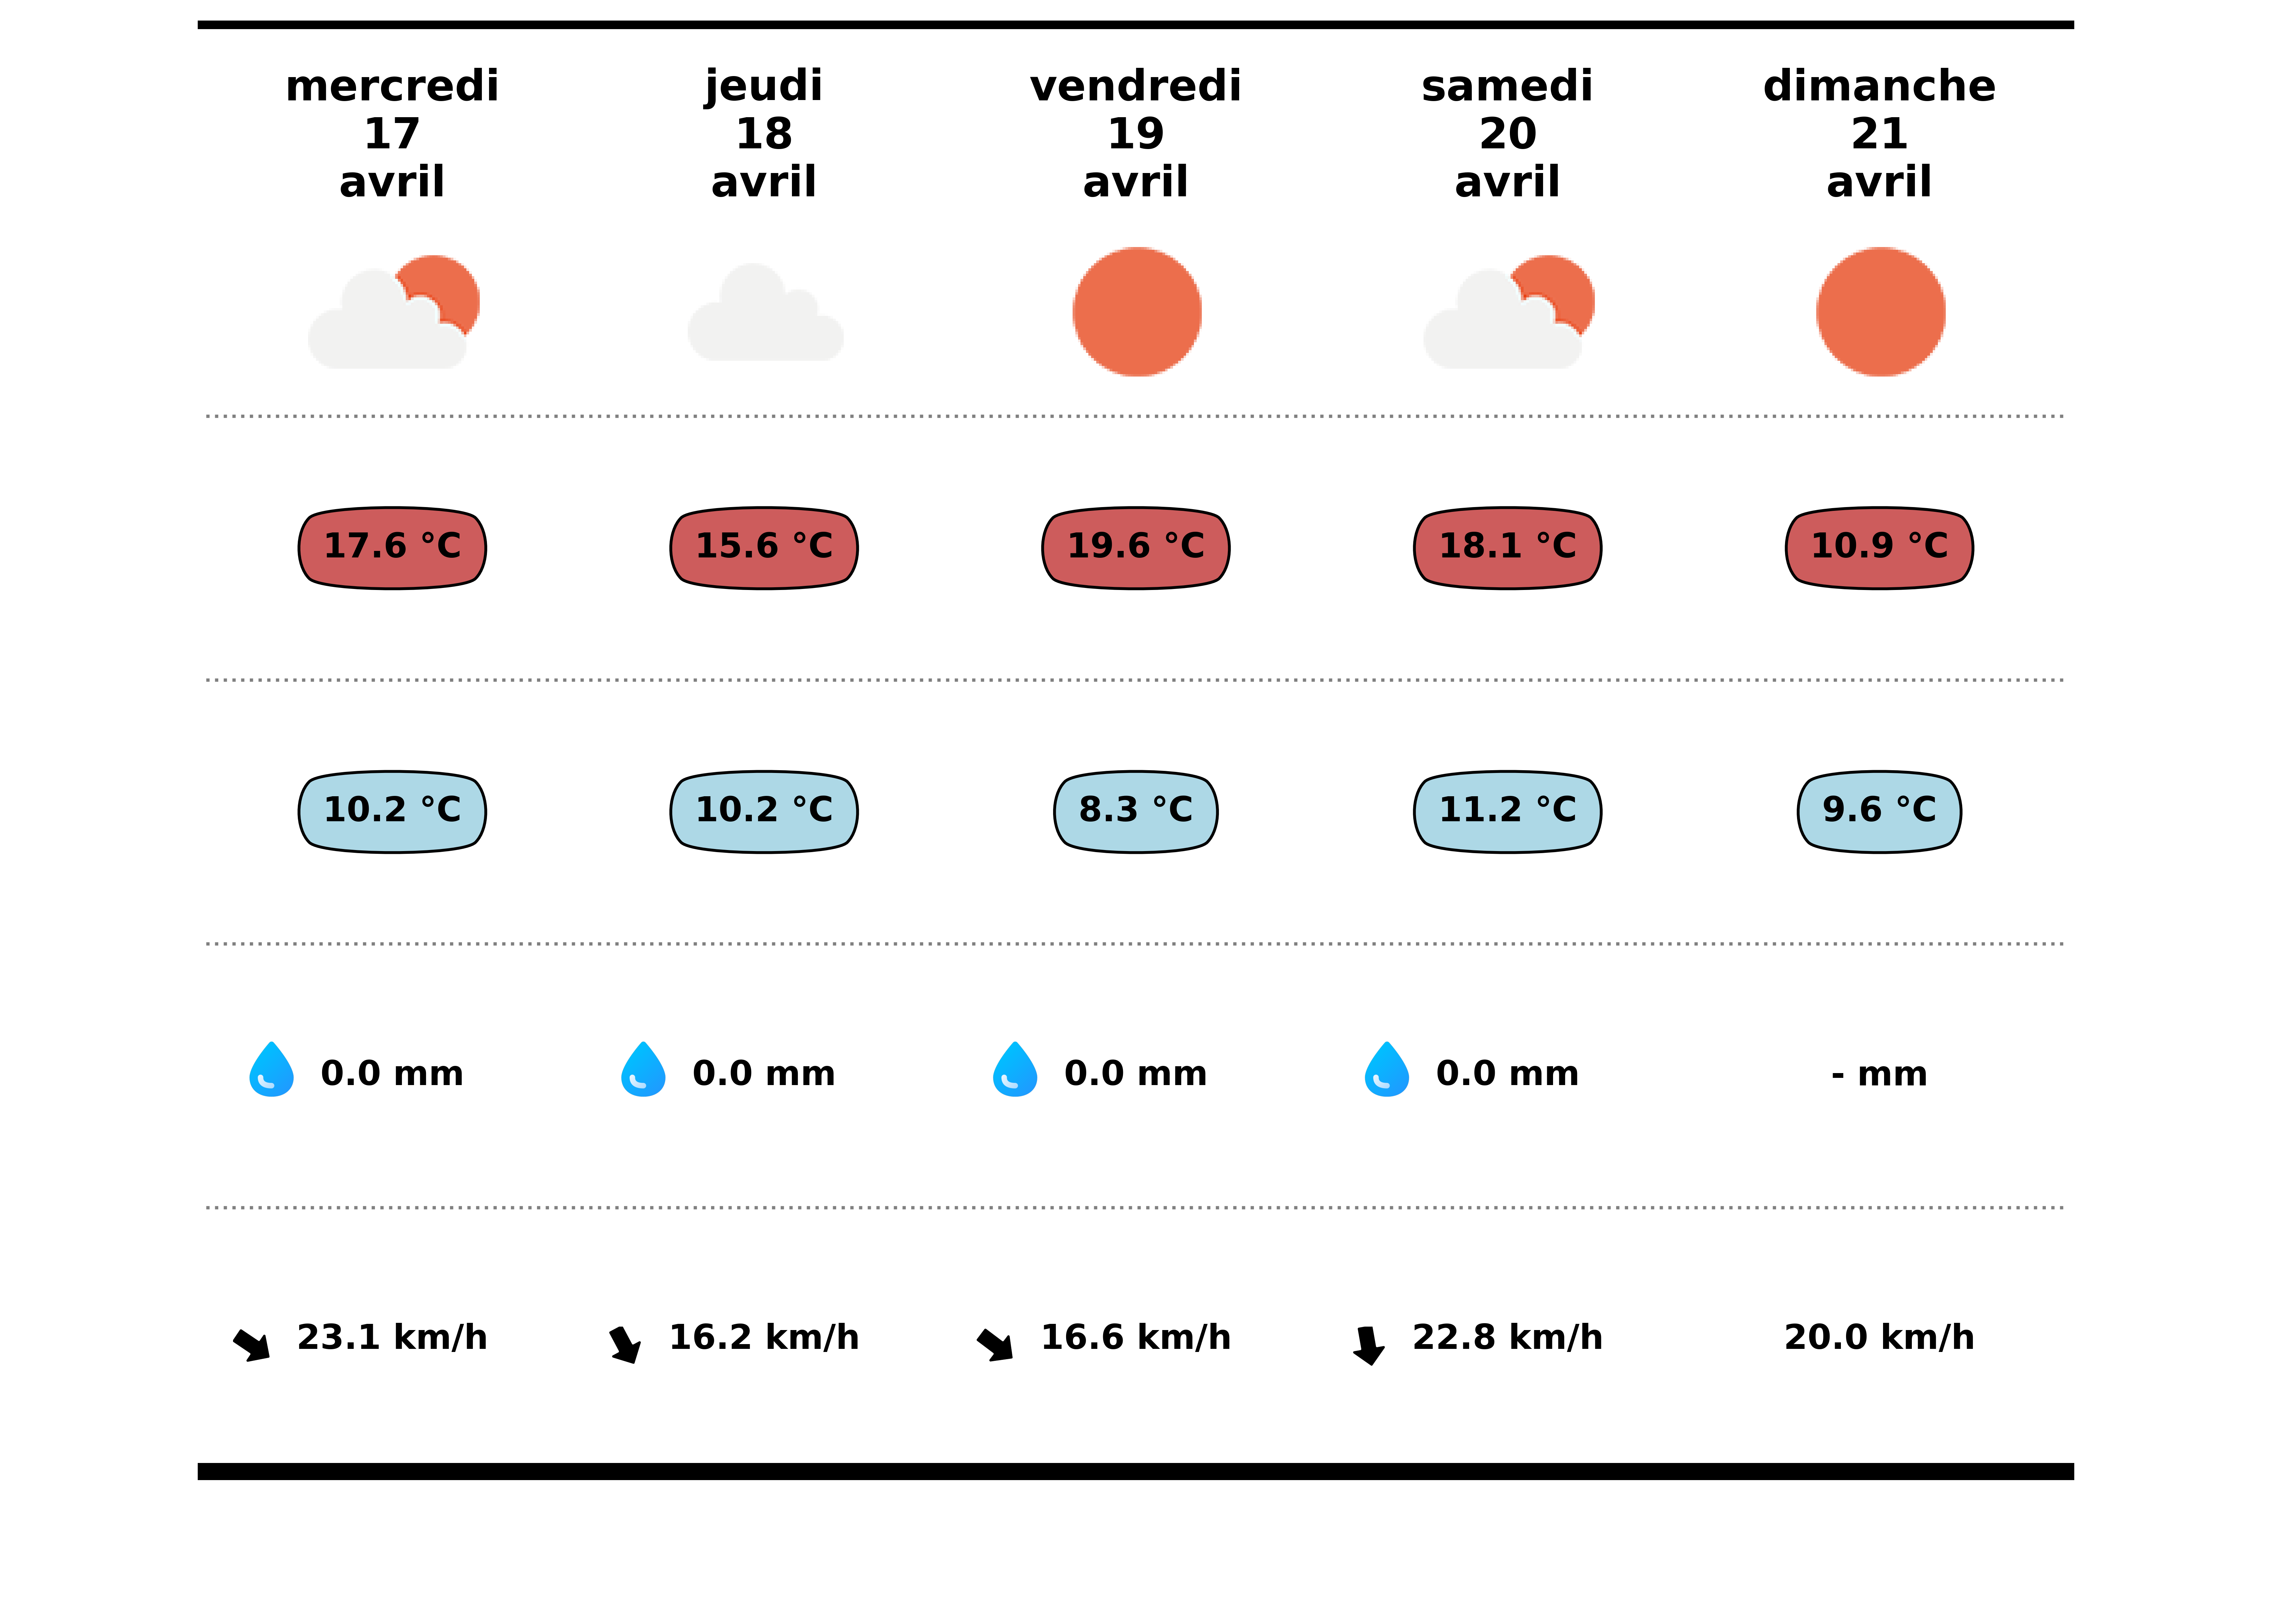 mercredi
17
avril
jeudi
18
avril
vendredi
19
avril
samedi
20
avril
dimanche
21
avril
17.6 °C
15.6 °C
19.6 °C
18.1 °C
10.9 °C
10.2 °C
10.2 °C
8.3 °C
11.2 °C
9.6 °C
0.0 mm
0.0 mm
0.0 mm
0.0 mm
- mm
23.1 km/h
16.2 km/h
16.6 km/h
22.8 km/h
20.0 km/h